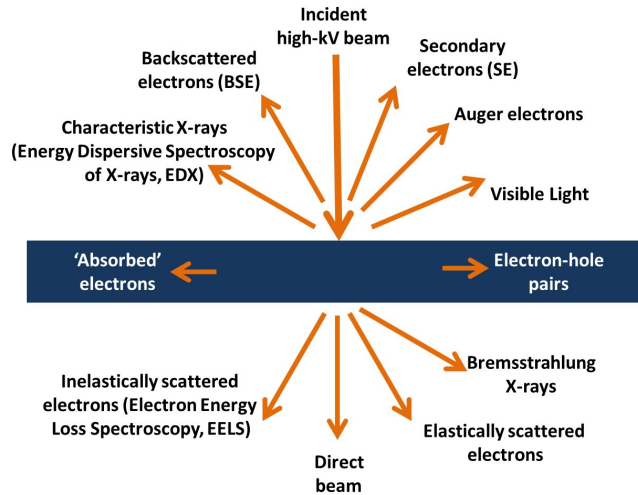 Incident
high-kV beam
Backscattered
electrons (BSE)
Secondary
electrons (SE)
Characteristic X-rays
(Energy Dispersive Spectroscopy
of X-rays, EDX)
Auger electrons
Visible Light
‘Absorbed’
electrons
Electron-hole
pairs
Inelastically scattered
electrons (Electron Energy
Loss Spectroscopy, EELS)
Direct
beam
Elastically scattered
electrons
Bremsstrahlung
X-rays